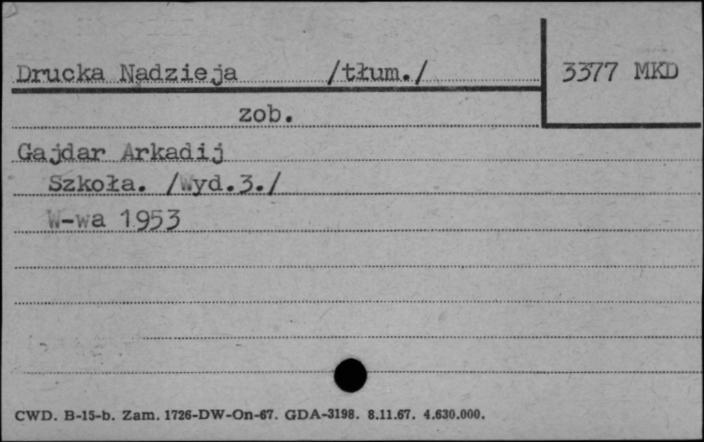 Drucka Nadzieja /tłum./ 3377 MKD
zob.
Gajdar Arkadij
Szkoła. /Wyd.3./
W-wa 1953
CWD. B-15-b. Zam. 1726-DW-On-67. GDA-3198. 8.11.67. 4.630.000.